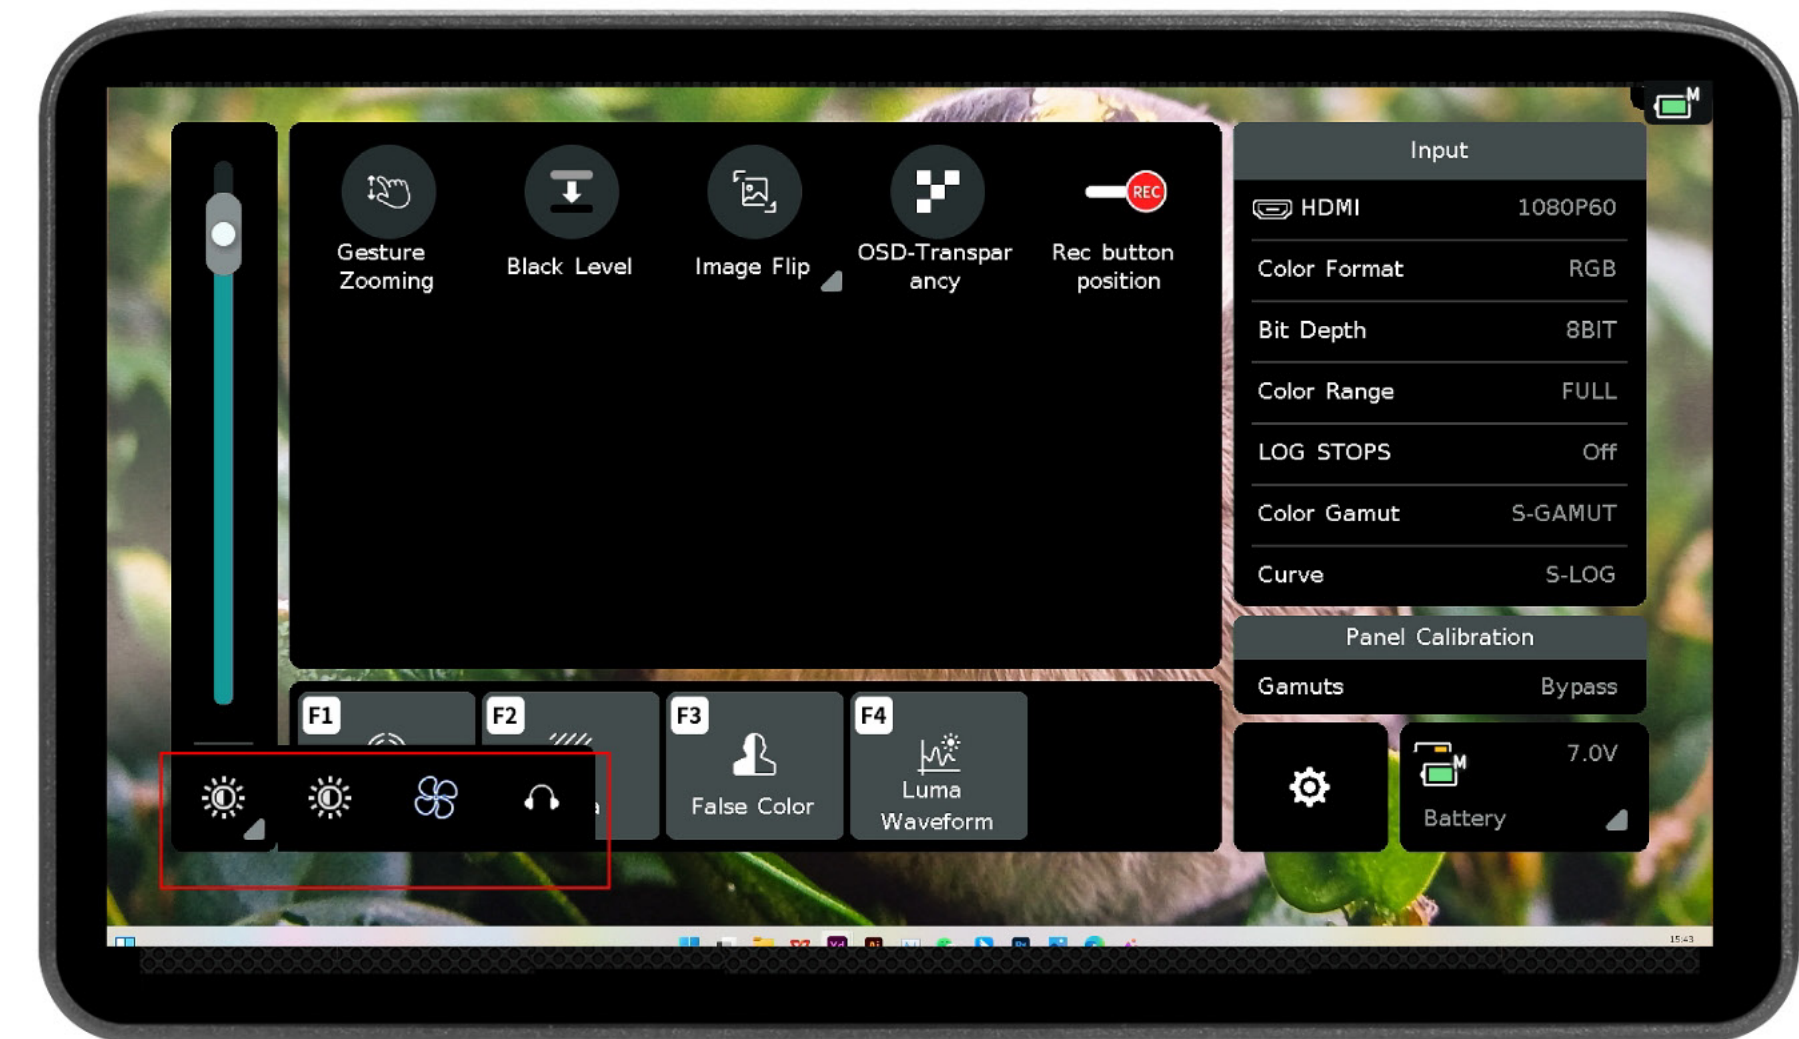 M
Input
HDMI 1080P60
Color Format RGB
Bit Depth 8BIT
Color Range FULL
LOG STOPS Off
Color Gamut S-GAMUT
Curve S-LOG
Panel Calibration
Gamuts Bypass
M 7.0V
Battery
Gesture
Zooming
Black Level
Image Flip
OSD-Transpar
ancy
REC
Rec button
position
F1
F2
a
F3
False Color
F4
Luma
Waveform
15:43